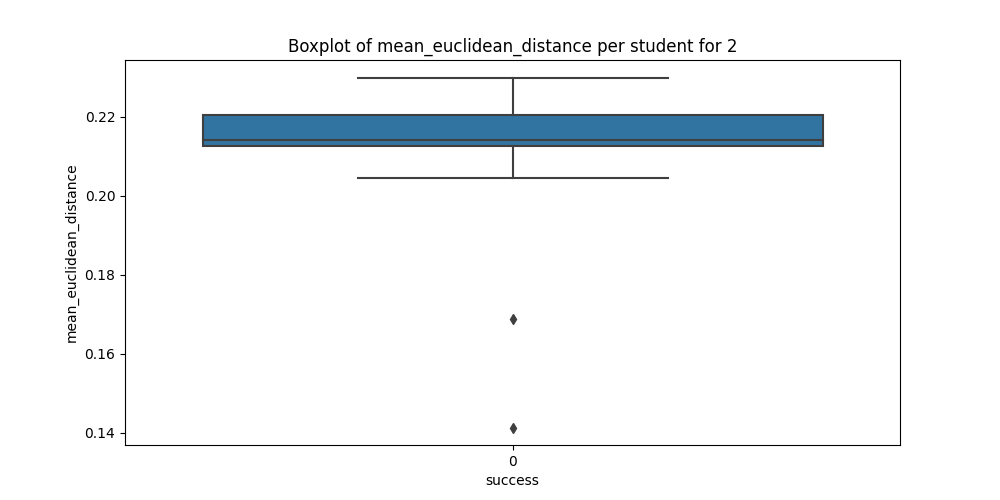 Boxplot of mean_euclidean_distance per student for 2
mean_euclidean_distance
0.22
0.20
0.18
0.16
0.14
0
success